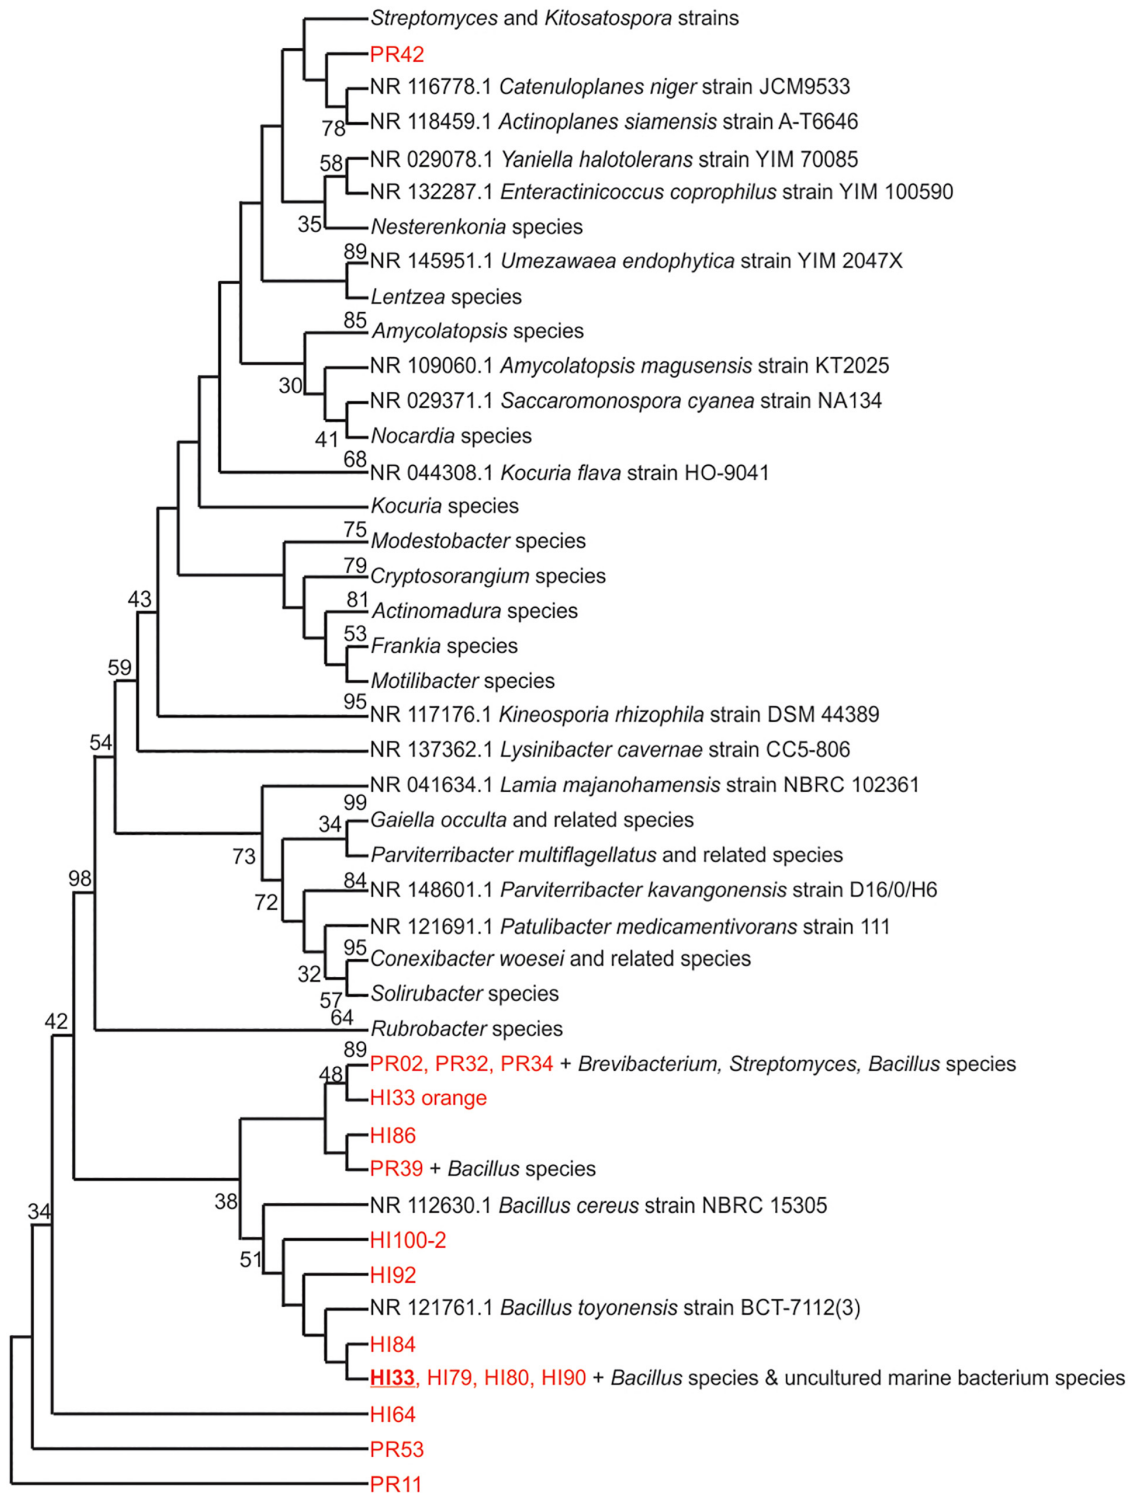 Streptomyces and Kitosatospora strains
PR42
NR 116778.1 Catenuloplanes niger strain JCM9533
78 NR 118459.1 Actinoplanes siamensis strain A-T6646
58 NR 029078.1 Yaniella halotolerans strain YIM 70085
NR 132287.1 Enteractinicoccus coprophilus strain YIM 100590
35 Nesterenkonia species
89 NR 145951.1 Umezawaea endophytica strain YIM 2047X
Lentzea species
85 Amycolatopsis species
NR 109060.1 Amycolatopsis magusensis strain KT2025
30
NR 029371.1 Saccaromonospora cyanea strain NA134
41 Nocardia species
68 NR 044308.1 Kocuria flava strain HO-9041
Kocuria species
75 Modestobacter species
79 Cryptosorangium species
43
81 Actinomadura species
53 Frankia species
59
Motilibacter species
95 NR 117176.1 Kineosporia rhizophila strain DSM 44389
54
NR 137362.1 Lysinibacter cavernae strain CC5-806
NR 041634.1 Lamia majanohamensis strain NBRC 102361
99
34 Gaiella occulta and related species
73 Parviterribacter multiflagellatus and related species
98
84 NR 148601.1 Parviterribacter kavangonensis strain D16/0/H6
72
NR 121691.1 Patulibacter medicamentivorans strain 111
95 Conexibacter woesei and related species
32
57 Solirubacter species
42
64 Rubrobacter species
89 PR02, PR32, PR34 + Brevibacterium, Streptomyces, Bacillus species
48
HI33 orange
HI86
PR39 + Bacillus species
38 NR 112630.1 Bacillus cereus strain NBRC 15305
34
HI100-2
51
HI92
NR 121761.1 Bacillus toyonensis strain BCT-7112(3)
HI84
HI33, HI79, HI80, HI90 + Bacillus species & uncultured marine bacterium species
HI64
PR53
PR11